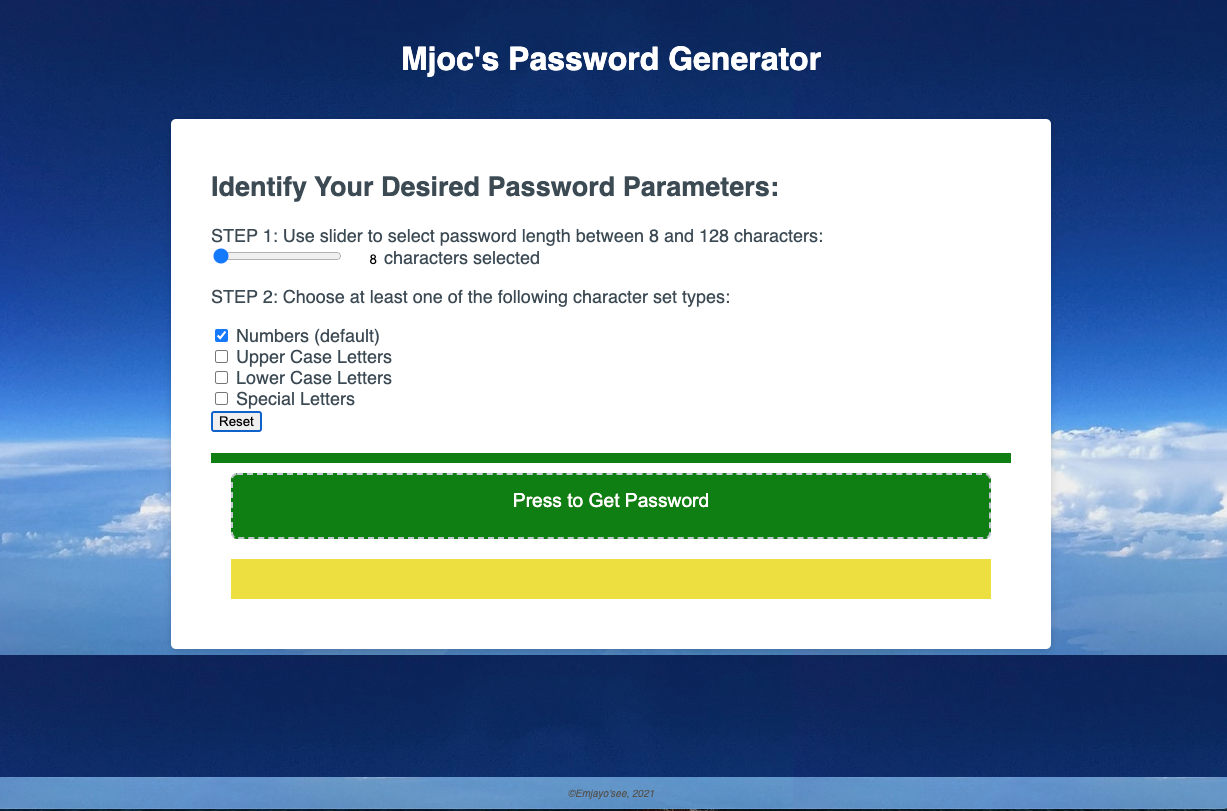 Mjoc's Password Generator
Identify Your Desired Password Parameters:
STEP 1: Use slider to select password length between 8 and 128 characters:
8 characters selected
STEP 2: Choose at least one of the following character set types:
Numbers (default)
Upper Case Letters
Lower Case Letters
Special Letters
Reset
Press to Get Password
©Emjayo'see, 2021